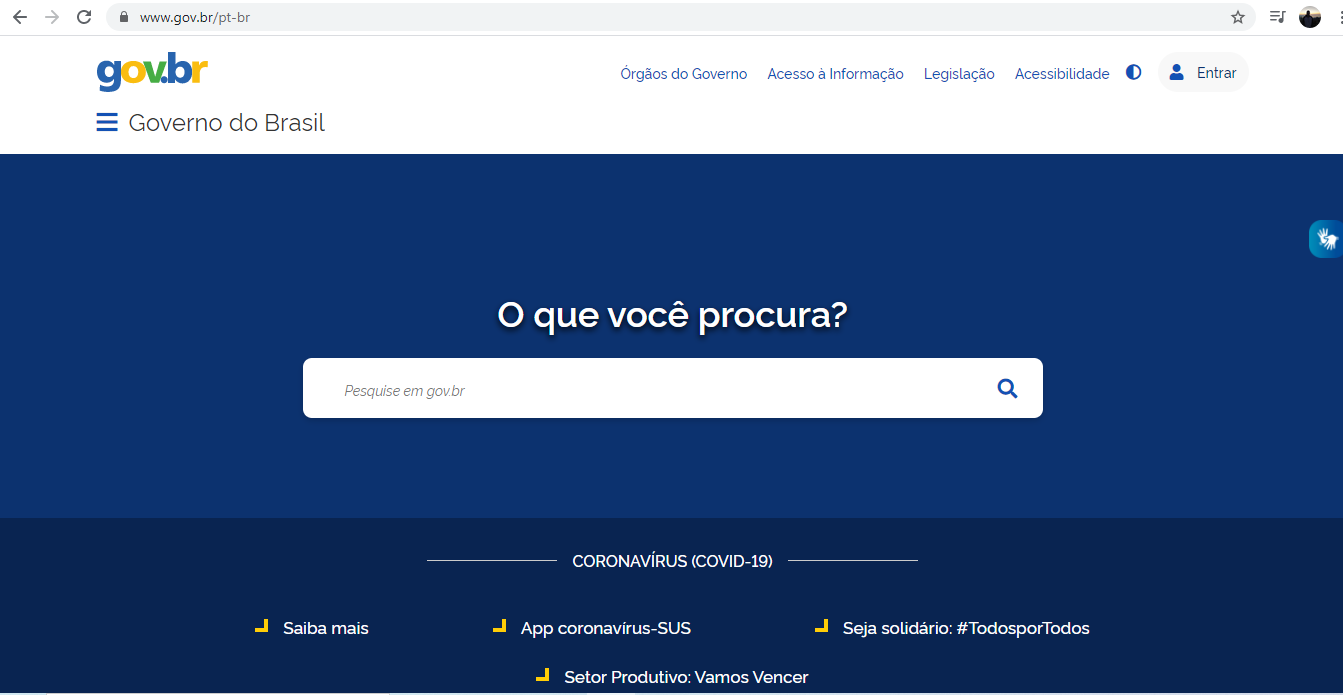 www.gov.br/pt-br
gov.br
Órgãos do Governo Acesso à Informação Legislação Acessibilidade Entrar
Governo do Brasil
O que você procura?
Pesquise em gov.br
CORONAVÍRUS (COVID-19)
Saiba mais App coronavírus-SUS Seja solidário: #TodosporTodos
Setor Produtivo: Vamos Vencer